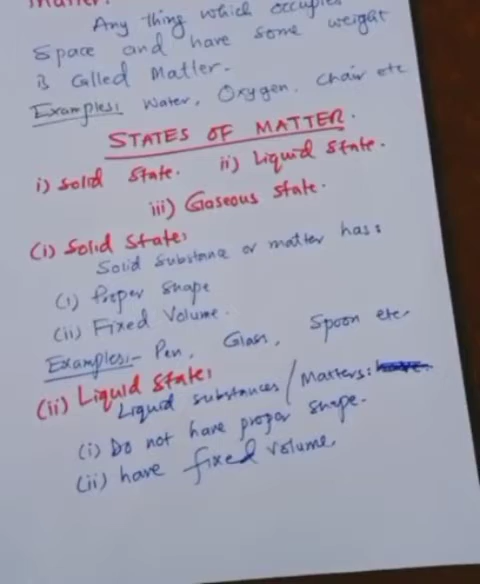 Matter:
Any thing which occupies
Space and have some weight
is Called Matter.
Examples: Water, Oxygen, Chair etc
STATES OF MATTER.
i) Solid State. ii) Liquid State.
iii) Gaseous State.
(i) Solid State:
Solid Substance or matter has:
(i) Proper Shape
(ii) Fixed Volume.
Examples:- Pen, Glass, Spoon etc
(ii) Liquid State:
Liquid substances / Matters:
(i) Do not have proper shape.
(ii) have fixed volume.